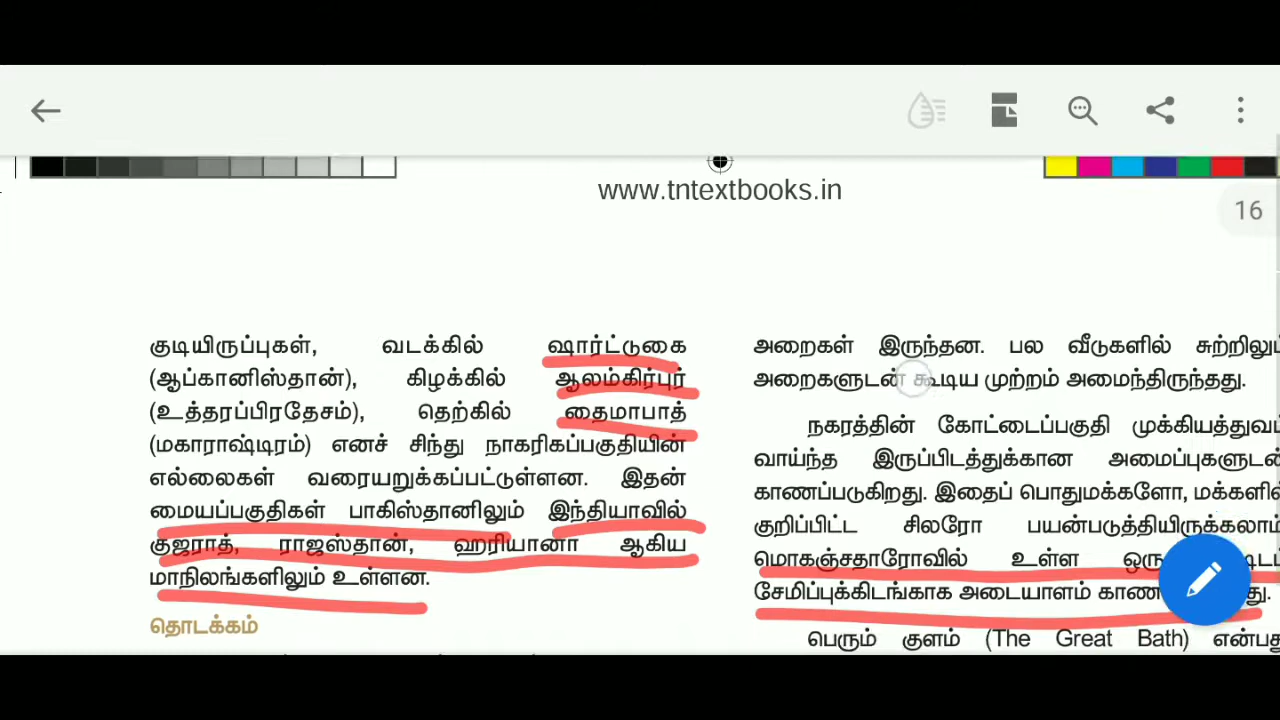 www.tntextbooks.in
16
குடியிருப்புகள், வடக்கில் ஷார்ட்டுகை
(ஆப்கானிஸ்தான்), கிழக்கில் ஆலம்கிர்புர்
(உத்தரப்பிரதேசம்), தெற்கில் தைமாபாத்
(மகாராஷ்டிரம்) எனச் சிந்து நாகரிகப்பகுதியின்
எல்லைகள் வரையறுக்கப்பட்டுள்ளன. இதன்
மையப்பகுதிகள் பாகிஸ்தானிலும் இந்தியாவில்
குஜராத், ராஜஸ்தான், ஹரியானா ஆகிய
மாநிலங்களிலும் உள்ளன.
தொடக்கம்
அறைகள் இருந்தன. பல வீடுகளில் சுற்றிலும்
அறைகளுடன் கூடிய முற்றம் அமைந்திருந்தது.
நகரத்தின் கோட்டைப்பகுதி முக்கியத்துவம்
வாய்ந்த இருப்பிடத்துக்கான அமைப்புகளுடன்
காணப்படுகிறது. இதைப் பொதுமக்களோ, மக்களில்
குறிப்பிட்ட சிலரோ பயன்படுத்தியிருக்கலாம்
மொகஞ்சதாரோவில் உள்ள ஒரு
சேமிப்புக்கிடங்காக அடையாளம்
பெரும் குளம் (The Great Bath) என்பது